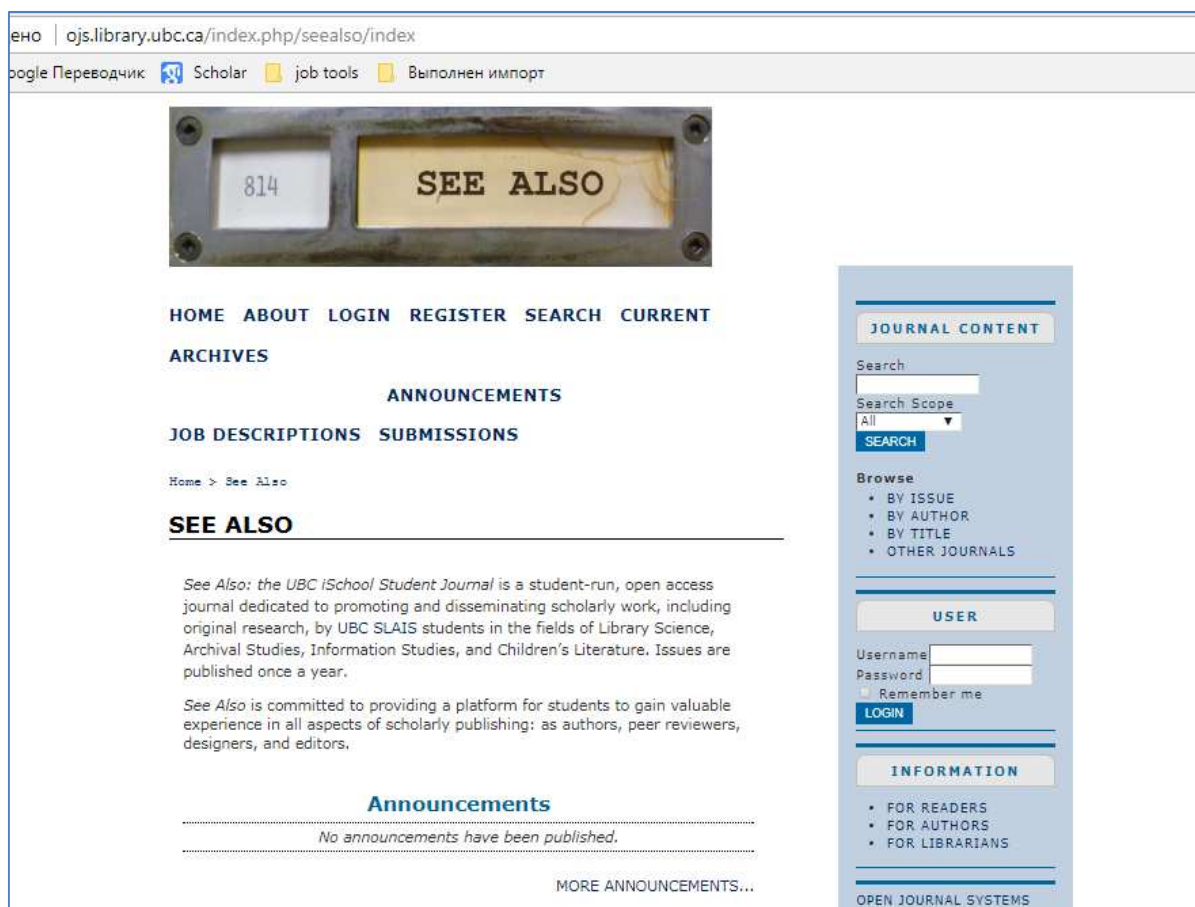 ено ojs.library.ubc.ca/index.php/seealso/index
oogle Переводчик Scholar job tools Выполнен импорт
814 SEE ALSO
HOME ABOUT LOGIN REGISTER SEARCH CURRENT
ARCHIVES
ANNOUNCEMENTS
JOB DESCRIPTIONS SUBMISSIONS
Home > See Also
SEE ALSO
See Also: the UBC iSchool Student Journal is a student-run, open access
journal dedicated to promoting and disseminating scholarly work, including
original research, by UBC SLAIS students in the fields of Library Science,
Archival Studies, Information Studies, and Children's Literature. Issues are
published once a year.
See Also is committed to providing a platform for students to gain valuable
experience in all aspects of scholarly publishing: as authors, peer reviewers,
designers, and editors.
Announcements
No announcements have been published.
MORE ANNOUNCEMENTS...
JOURNAL CONTENT
Search
Search Scope
All
SEARCH
Browse
• BY ISSUE
• BY AUTHOR
• BY TITLE
• OTHER JOURNALS
USER
Username
Password
Remember me
LOGIN
INFORMATION
• FOR READERS
• FOR AUTHORS
• FOR LIBRARIANS
OPEN JOURNAL SYSTEMS